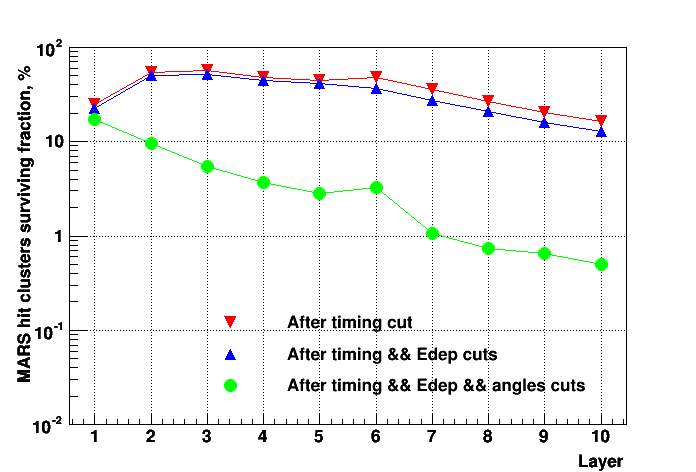 MARS hit clusters surviving fraction, %
10²
10
1
10⁻¹
10⁻²
After timing cut
After timing && Edep cuts
After timing && Edep && angles cuts
1 2 3 4 5 6 7 8 9 10
Layer